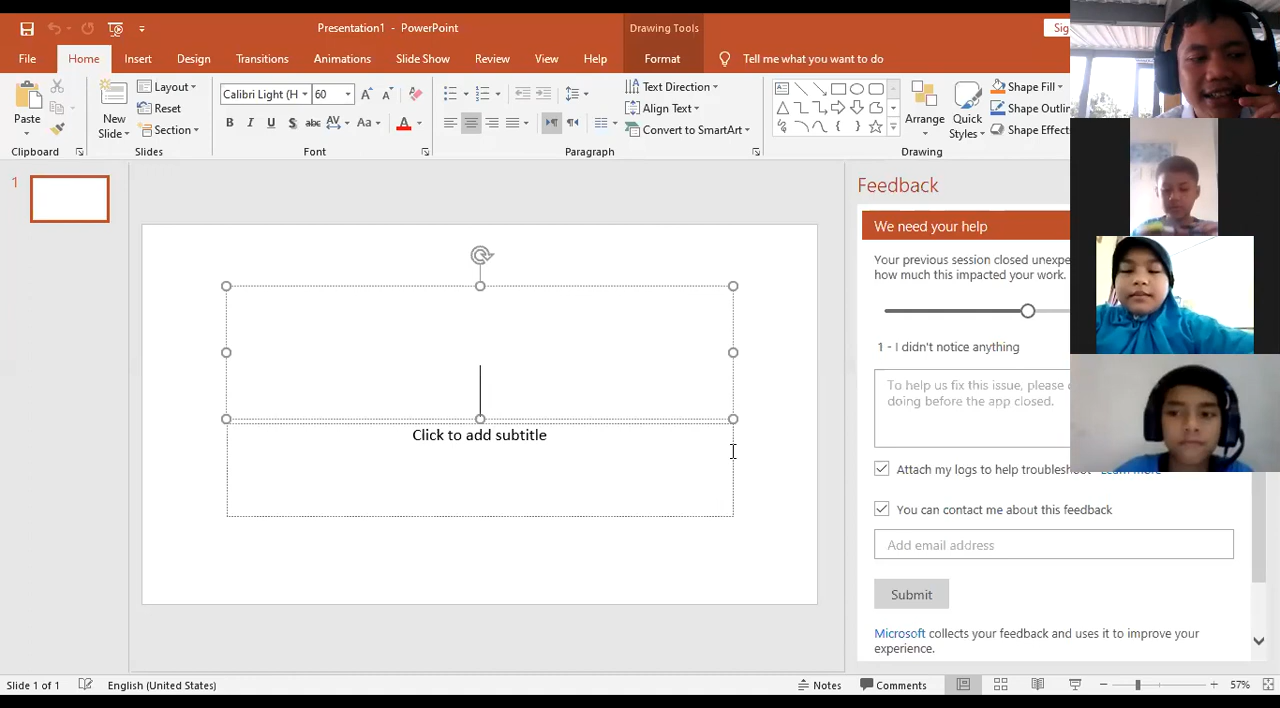 Presentation1 - PowerPoint
Drawing Tools
Sig
File
Home
Insert
Design
Transitions
Animations
Slide Show
Review
View
Help
Format
Tell me what you want to do
Paste
Clipboard
New
Slide
Layout
Reset
Section
Slides
Calibri Light (H
60
B I U S abc AV Aa A
Font
Text Direction
Align Text
Convert to SmartArt
Paragraph
Arrange
Quick
Styles
Shape Fill
Shape Outlin
Shape Effect
Drawing
1
Click to add subtitle
Feedback
We need your help
Your previous session closed unexpe
how much this impacted your work.
1 - I didn't notice anything
To help us fix this issue, please
doing before the app closed.
Attach my logs to help troubleshoot
Learn more
You can contact me about this feedback
Add email address
Submit
Microsoft collects your feedback and uses it to improve your
experience.
Slide 1 of 1
English (United States)
Notes
Comments
57%